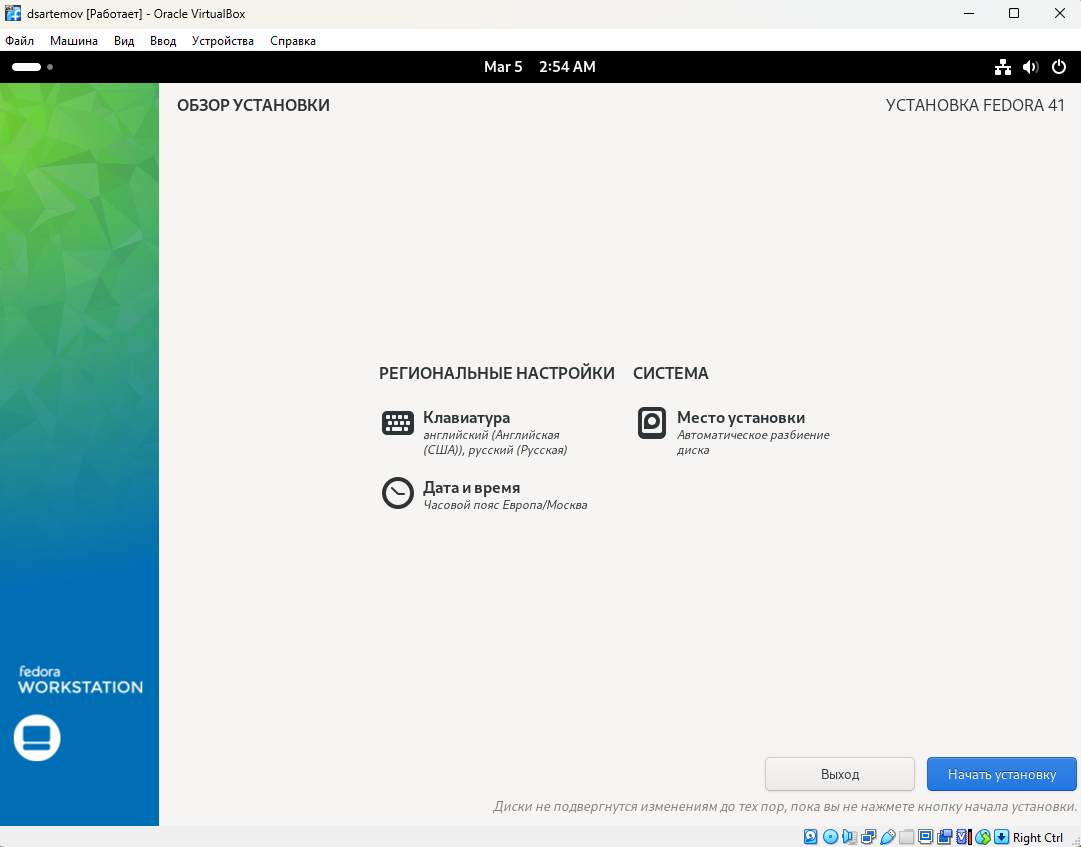 dsartemov [Работает] - Oracle VirtualBox
Файл Машина Вид Ввод Устройства Справка
Mar 5 2:54 AM
ОБЗОР УСТАНОВКИ
УСТАНОВКА FEDORA 41
РЕГИОНАЛЬНЫЕ НАСТРОЙКИ
Клавиатура
английский (Английская
(США)), русский (Русская)
Дата и время
Часовой пояс Европа/Москва
СИСТЕМА
Место установки
Автоматическое разбиение
диска
fedora
WORKSTATION
Выход
Начать установку
Диски не подвергнутся изменениям до тех пор, пока вы не нажмете кнопку начала установки.
Right Ctrl